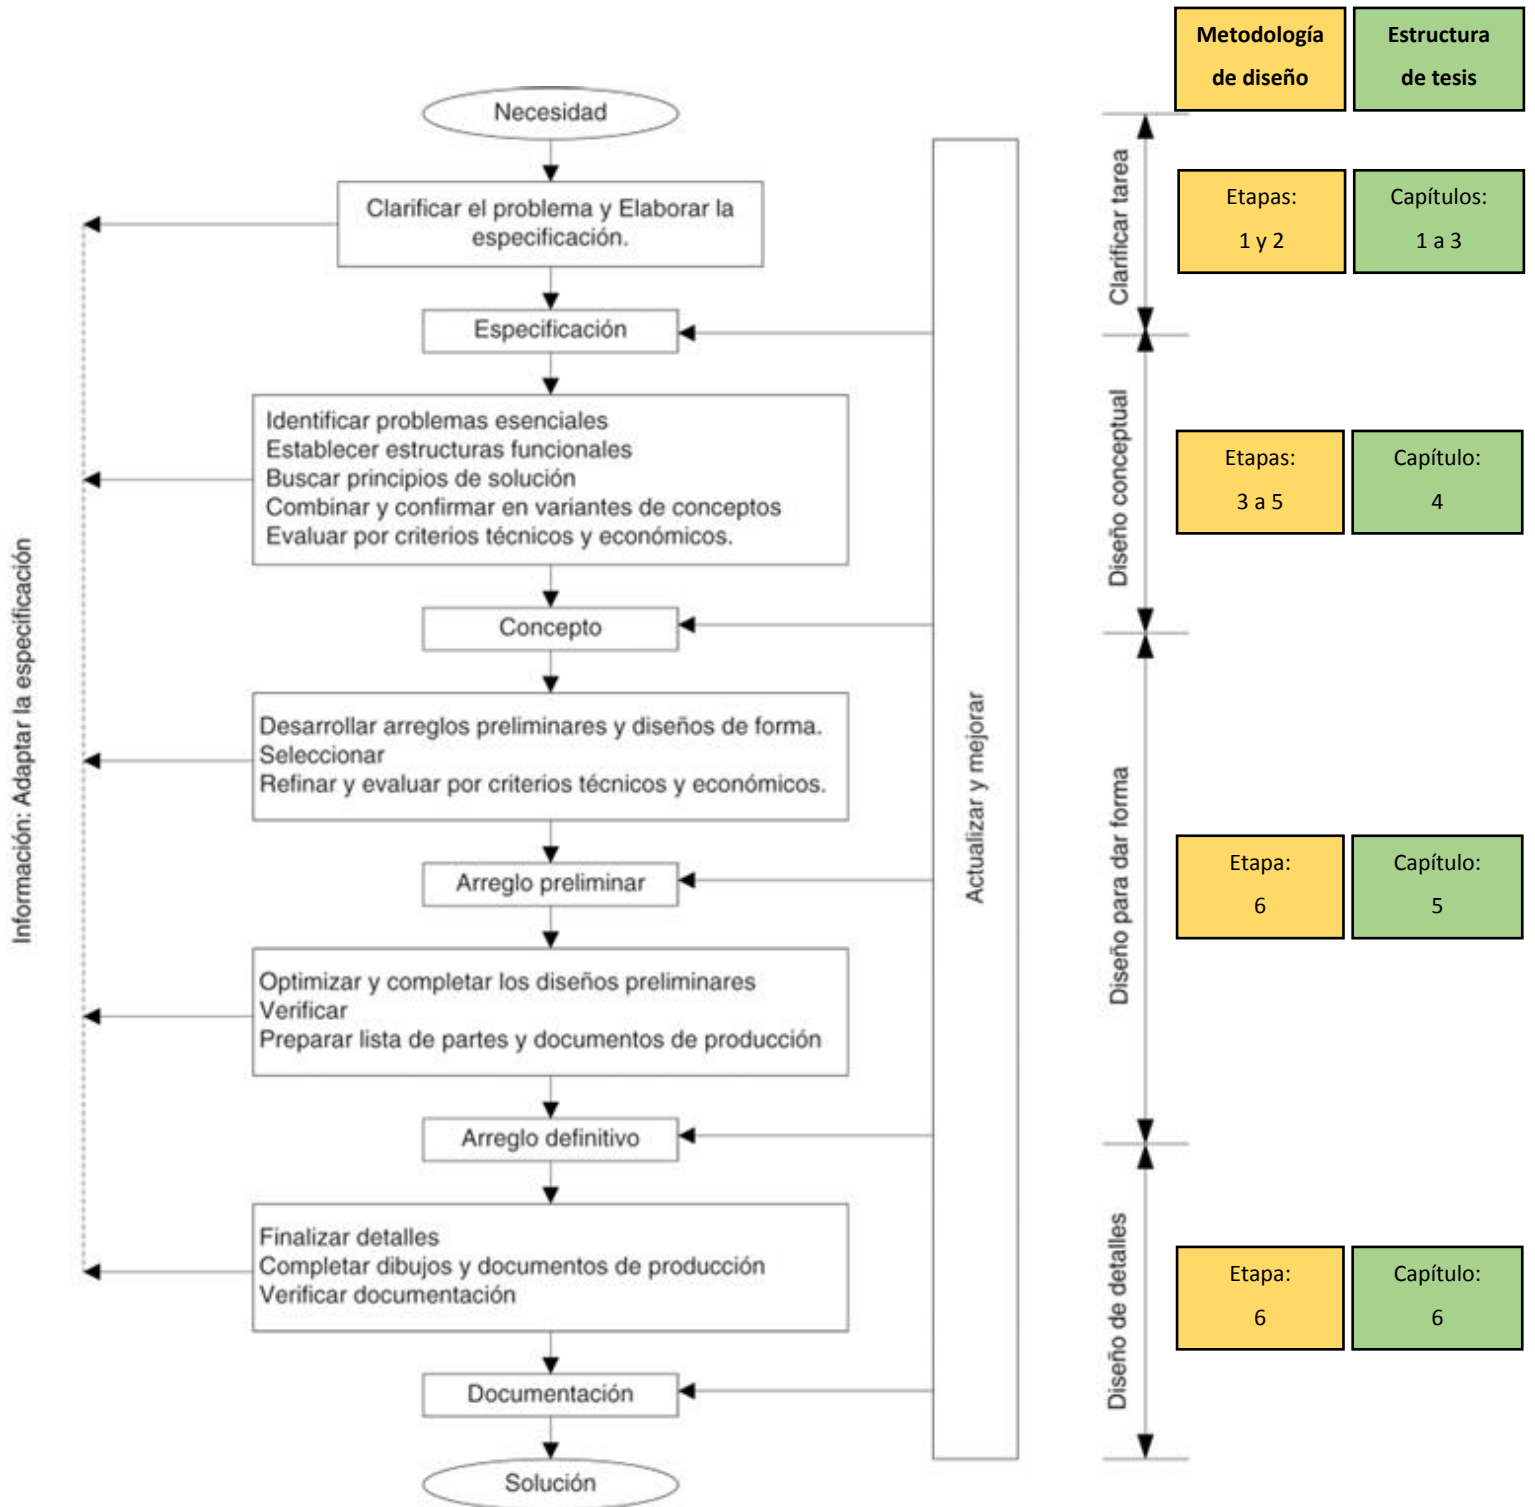 Metodología
de diseño
Estructura
de tesis
Necesidad
Clarificar el problema y Elaborar la
especificación.
Especificación
Identificar problemas esenciales
Establecer estructuras funcionales
Buscar principios de solución
Combinar y confirmar en variantes de conceptos
Evaluar por criterios técnicos y económicos.
Concepto
Desarrollar arreglos preliminares y diseños de forma.
Seleccionar
Refinar y evaluar por criterios técnicos y económicos.
Arreglo preliminar
Optimizar y completar los diseños preliminares
Verificar
Preparar lista de partes y documentos de producción
Arreglo definitivo
Finalizar detalles
Completar dibujos y documentos de producción
Verificar documentación
Documentación
Solución
Información: Adaptar la especificación
Actualizar y mejorar
Clarificar tarea
Etapas:
1 y 2
Capítulos:
1 a 3
Diseño conceptual
Etapas:
3 a 5
Capítulo:
4
Diseño para dar forma
Etapa:
6
Capítulo:
5
Diseño de detalles
Etapa:
6
Capítulo:
6